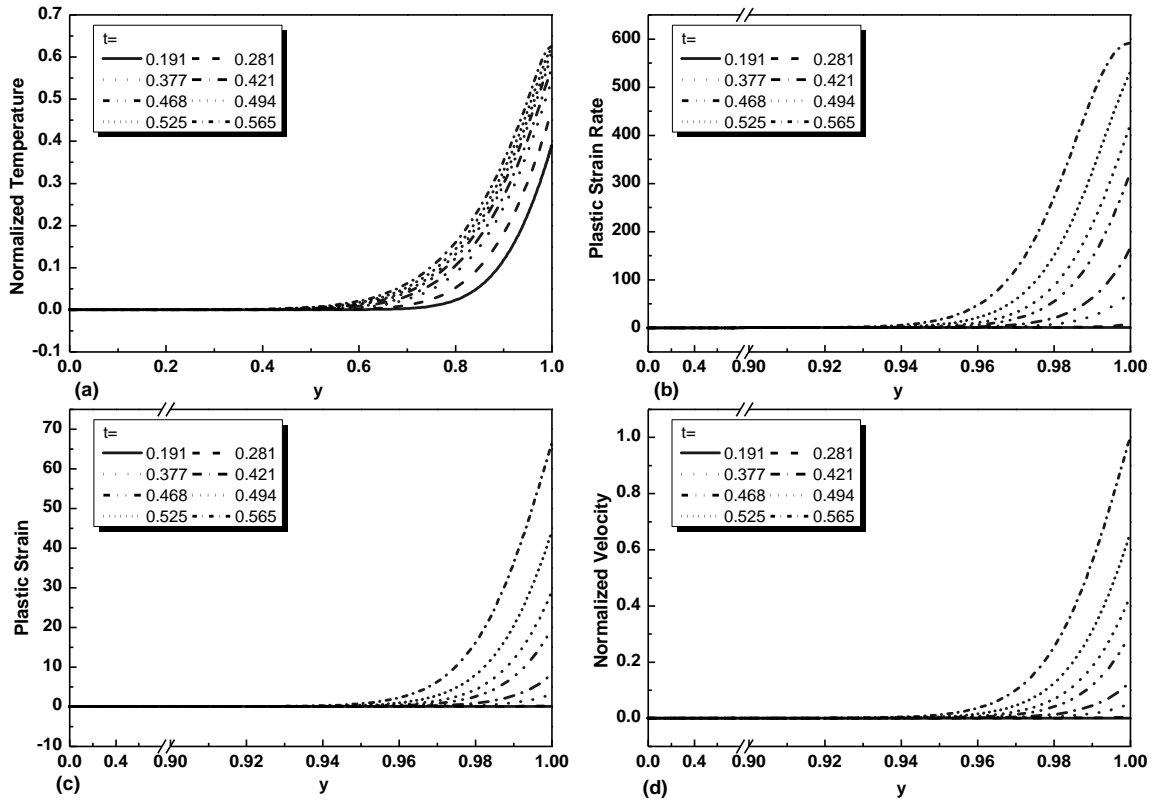 0.7
0.6
0.5
0.4
0.3
0.2
0.1
0.0
-0.1
Normalized Temperature
t=
0.191 0.281
0.377 0.421
0.468 0.494
0.525 0.565
0.0 0.2 0.4 0.6 0.8 1.0
(a) y
600
500
400
300
200
100
0
Plastic Strain Rate
t=
0.191 0.281
0.377 0.421
0.468 0.494
0.525 0.565
0.0 0.4 0.90 0.92 0.94 0.96 0.98 1.00
(b) y
70
60
50
40
30
20
10
0
-10
Plastic Strain
t=
0.191 0.281
0.377 0.421
0.468 0.494
0.525 0.565
0.0 0.4 0.90 0.92 0.94 0.96 0.98 1.00
(c) y
1.0
0.8
0.6
0.4
0.2
0.0
Normalized Velocity
t=
0.191 0.281
0.377 0.421
0.468 0.494
0.525 0.565
0.0 0.4 0.90 0.92 0.94 0.96 0.98 1.00
(d) y